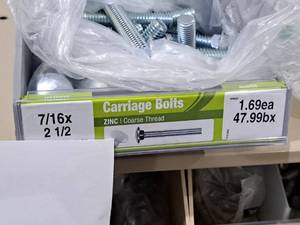 Carriage Bolts
ZINC | Coarse Thread
7/16x
2 1/2
1.69ea
47.99bx